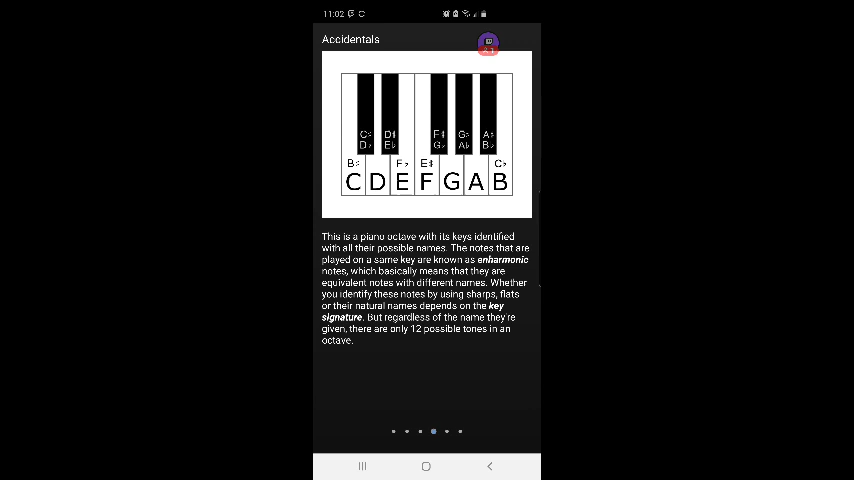 11:02
Accidentals
C♯ D♯ F♯ G♯ A♯
D♭ E♭ G♭ A♭ B♭
B♯ F♭ E♯ C♭
C D E F G A B
This is a piano octave with its keys identified
with all their possible names. The notes that are
played on a same key are known as enharmonic
notes, which basically means that they are
equivalent notes with different names. Whether
you identify these notes by using sharps, flats
or their natural names depends on the key
signature. But regardless of the name they're
given, there are only 12 possible tones in an
octave.